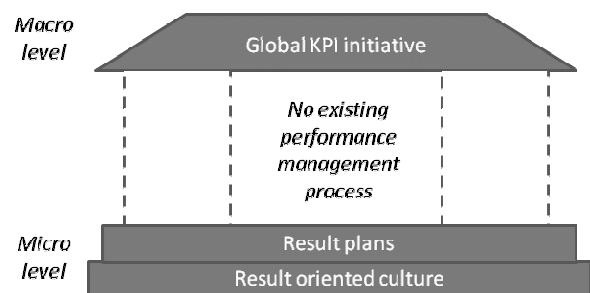 Macro
level
Global KPI initiative
No existing
performance
management
process
Micro
level
Result plans
Result oriented culture